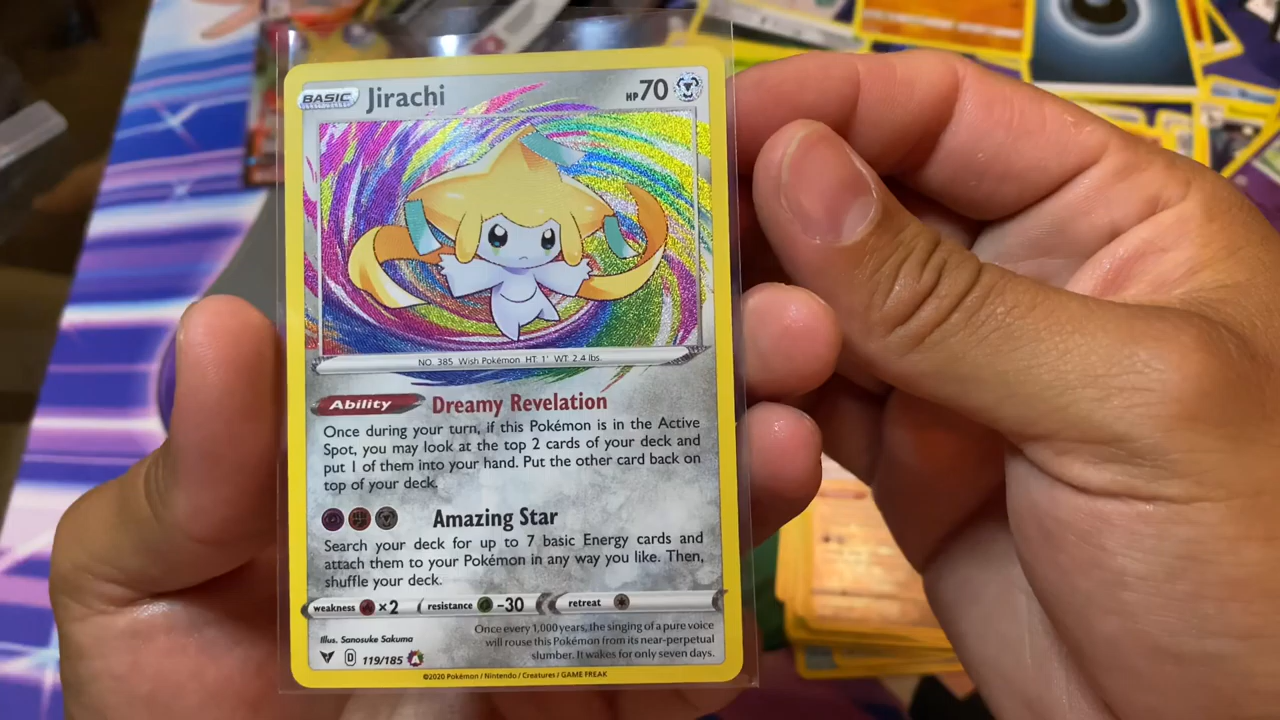 BASIC Jirachi HP 70
NO. 385 Wish Pokémon HT: 1' WT: 2.4 lbs.
Ability Dreamy Revelation
Once during your turn, if this Pokémon is in the Active
Spot, you may look at the top 2 cards of your deck and
put 1 of them into your hand. Put the other card back on
top of your deck.
Amazing Star
Search your deck for up to 7 basic Energy cards and
attach them to your Pokémon in any way you like. Then,
shuffle your deck.
weakness ×2 resistance -30 retreat
Illus. Sanosuke Sakuma
Once every 1,000 years, the singing of a pure voice
will rouse this Pokémon from its near-perpetual
slumber. It wakes for only seven days.
D 119/185 A
©2020 Pokémon / Nintendo / Creatures / GAME FREAK